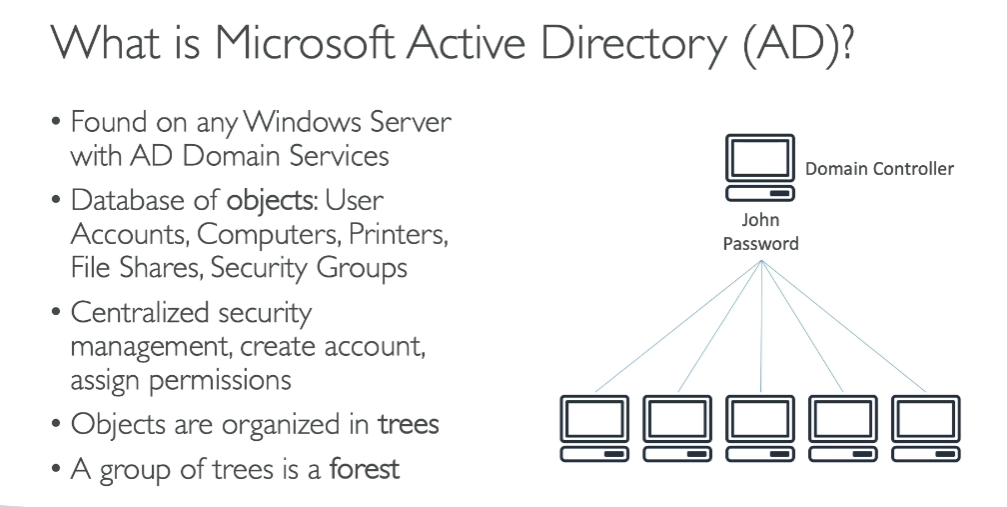 What is Microsoft Active Directory (AD)?
• Found on any Windows Server
with AD Domain Services
• Database of objects: User
Accounts, Computers, Printers,
File Shares, Security Groups
• Centralized security
management, create account,
assign permissions
• Objects are organized in trees
• A group of trees is a forest
Domain Controller
John
Password